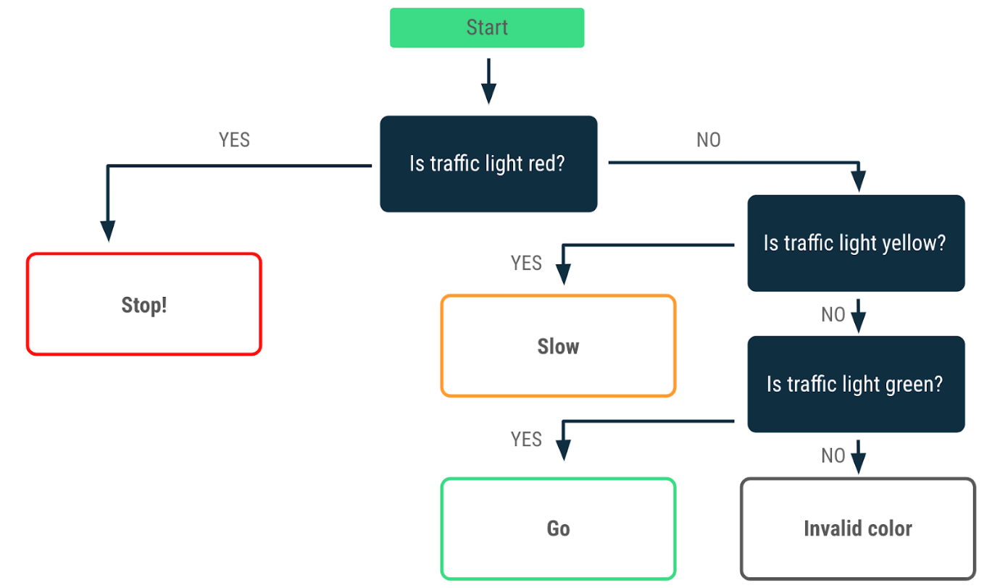 Start
YES
Is traffic light red?
NO
Stop!
Is traffic light yellow?
YES
Slow
NO
Is traffic light green?
YES
Go
NO
Invalid color